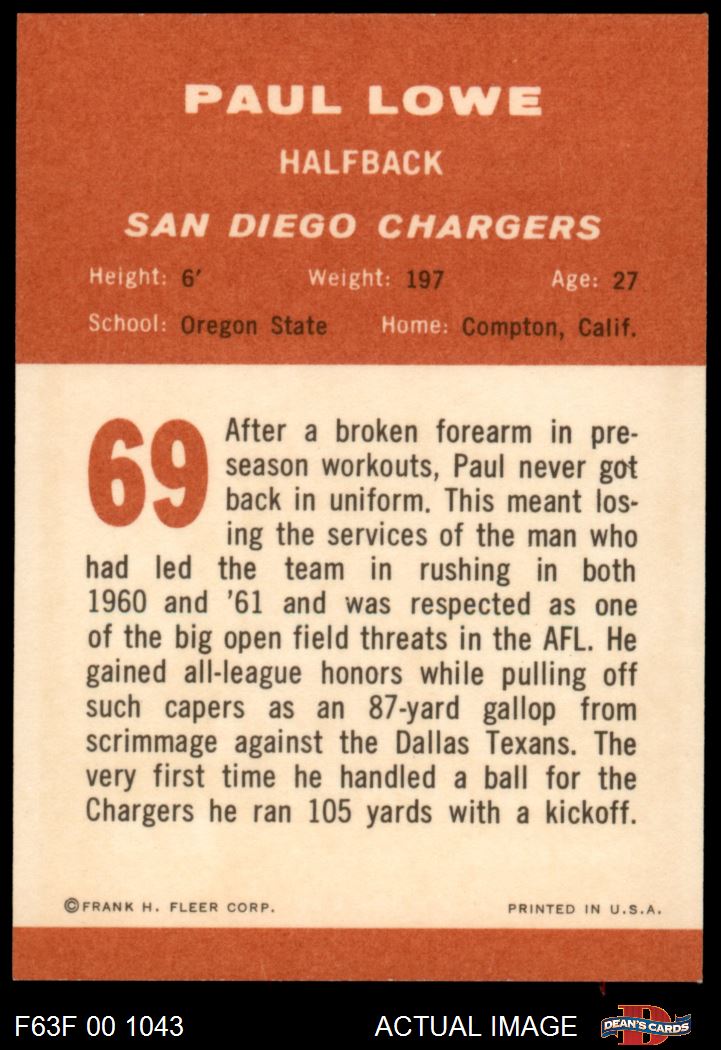 PAUL LOWE
HALFBACK
SAN DIEGO CHARGERS
Height: 6' Weight: 197 Age: 27
School: Oregon State Home: Compton, Calif.
69
After a broken forearm in pre-
season workouts, Paul never got
back in uniform. This meant los-
ing the services of the man who
had led the team in rushing in both
1960 and '61 and was respected as one
of the big open field threats in the AFL. He
gained all-league honors while pulling off
such capers as an 87-yard gallop from
scrimmage against the Dallas Texans. The
very first time he handled a ball for the
Chargers he ran 105 yards with a kickoff.
©FRANK H. FLEER CORP. PRINTED IN U.S.A.
F63F 00 1043 ACTUAL IMAGE D DEAN'S CARDS